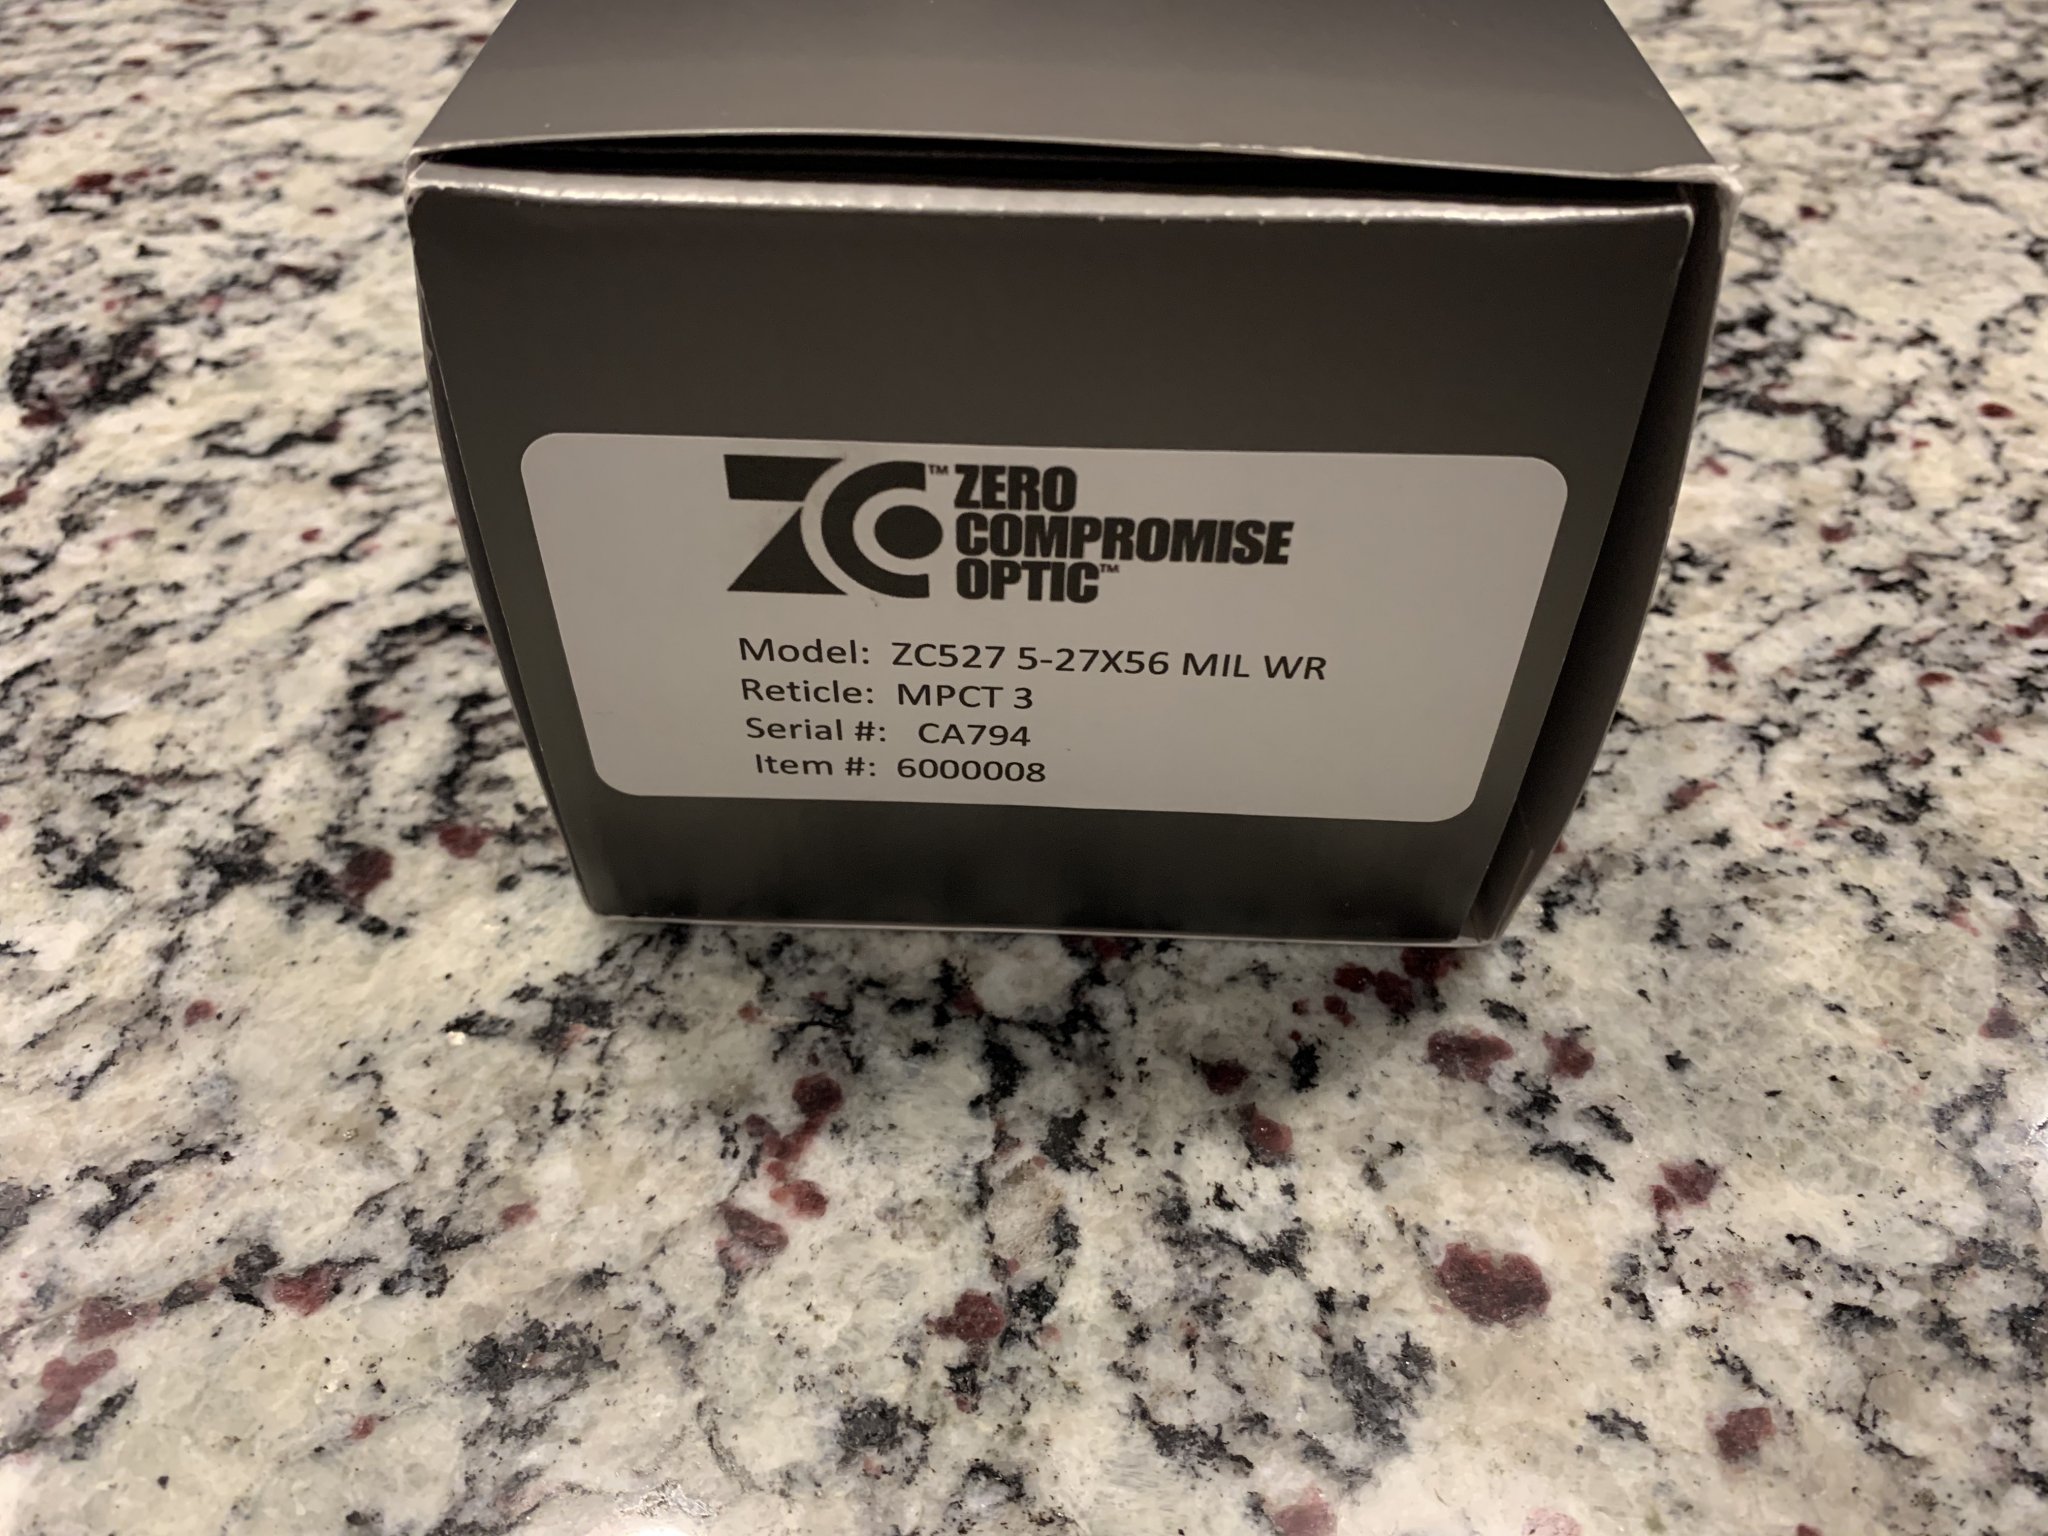 ZC™ ZERO
COMPROMISE
OPTIC™
Model: ZC527 5-27X56 MIL WR
Reticle: MPCT 3
Serial #: CA794
Item #: 6000008